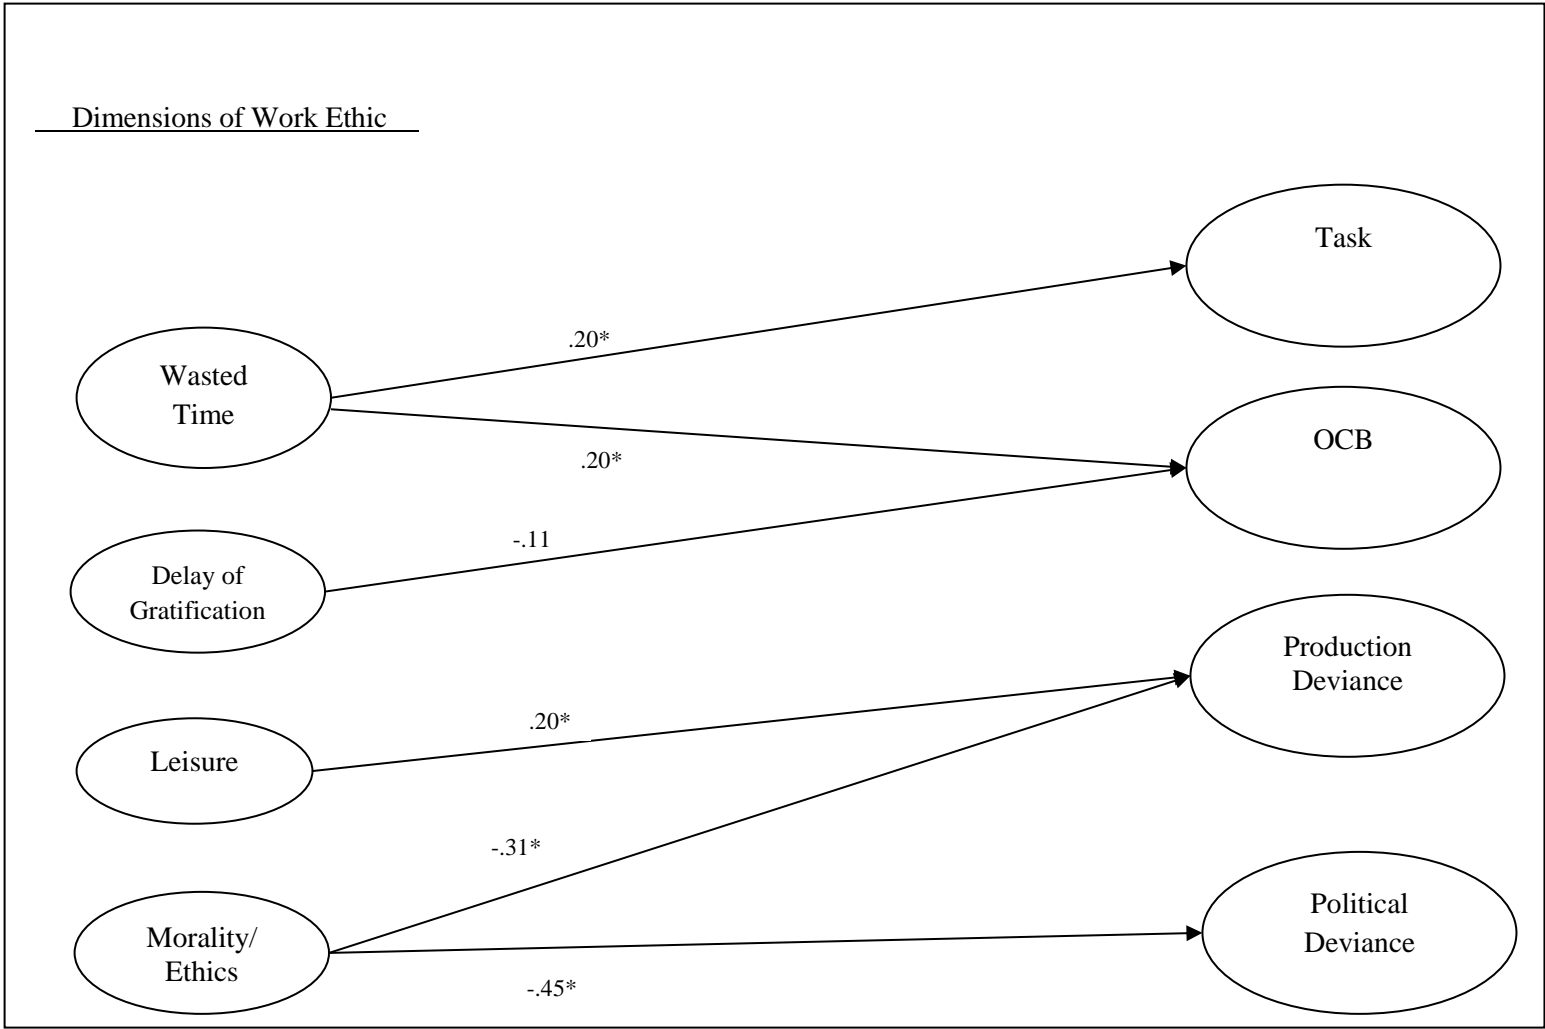 Dimensions of Work Ethic
Task
.20*
Wasted
Time
OCB
.20*
-.11
Delay of
Gratification
Production
Deviance
.20*
Leisure
-.31*
Political
Deviance
Morality/
Ethics
-.45*